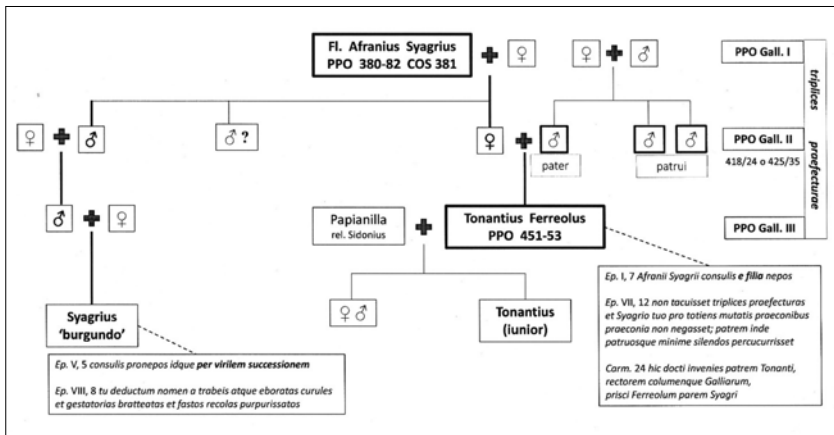 Fl. Afranius Syagrius
PPO 380-82 COS 381
♀
♀
♂
PPO Gall. I
triplices
♀
♂
♂ ?
♀
♂
pater
♂
♂
patrui
PPO Gall. II
418/24 o 425/35
praefecturae
♂
♀
Papianilla
rel. Sidonius
Tonantius Ferreolus
PPO 451-53
PPO Gall. III
♀♂
Tonantius
(iunior)
Syagrius
'burgundo'
Ep. I, 7 Afranii Syagrii consulis e filia nepos
Ep. VII, 12 non tacuisset triplices praefecturas
et Syagrio tuo pro totiens mutatis praeconibus
praeconia non negasset; patrem inde
patruosque minime silendos percucurrisset
Carm. 24 hic docti invenies patrem Tonanti,
rectorem columenque Galliarum,
prisci Ferreolum parem Syagri
Ep. V, 5 consulis pronepos idque per virilem successionem
Ep. VIII, 8 tu deductum nomen a trabeis atque eboratas curules
et gestatorias bratteatas et fastos recolas purpurissatos